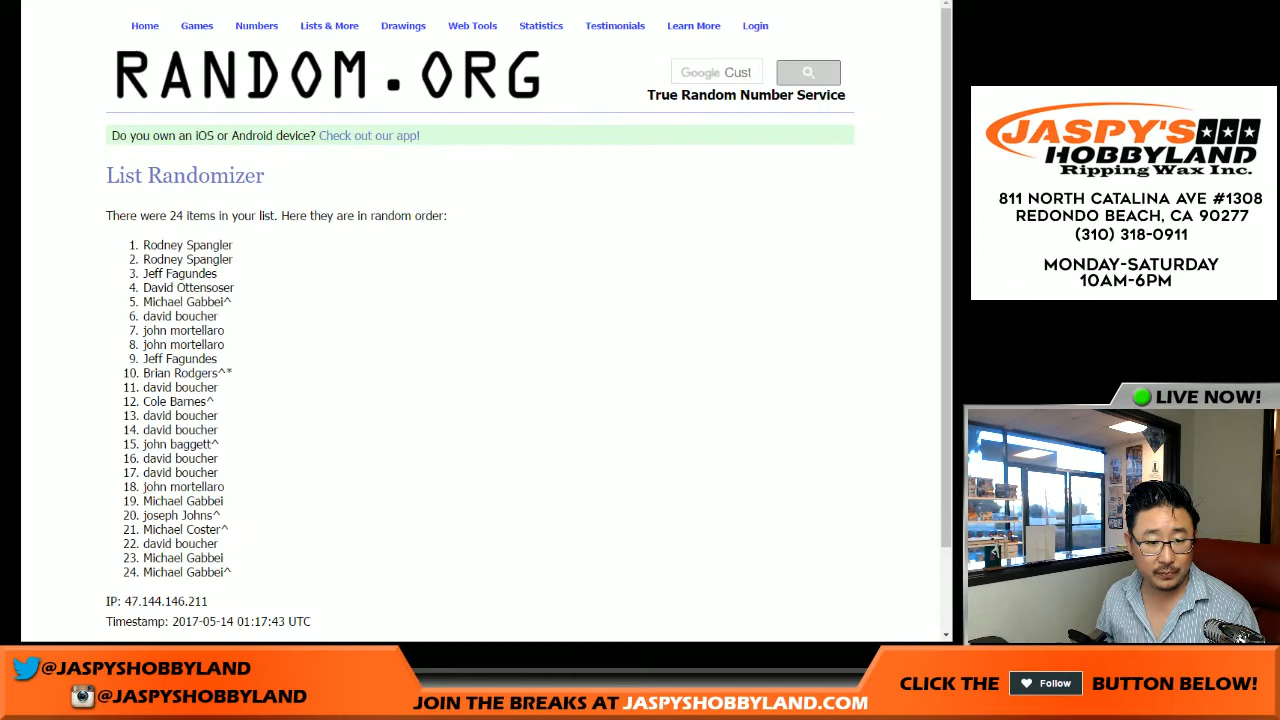 Home Games Numbers Lists & More Drawings Web Tools Statistics Testimonials Learn More Login
RANDOM.ORG
Google Cust
True Random Number Service
Do you own an iOS or Android device? Check out our app!
List Randomizer
There were 24 items in your list. Here they are in random order:
1. Rodney Spangler
2. Rodney Spangler
3. Jeff Fagundes
4. David Ottensoser
5. Michael Gabbei^
6. david boucher
7. john mortellaro
8. john mortellaro
9. Jeff Fagundes
10. Brian Rodgers^*
11. david boucher
12. Cole Barnes^
13. david boucher
14. david boucher
15. john baggett^
16. david boucher
17. david boucher
18. john mortellaro
19. Michael Gabbei
20. joseph Johns^
21. Michael Coster^
22. david boucher
23. Michael Gabbei
24. Michael Gabbei^
IP: 47.144.146.211
Timestamp: 2017-05-14 01:17:43 UTC
JASPY'S
HOBBYLAND
Ripping Wax Inc.
811 NORTH CATALINA AVE #1308
REDONDO BEACH, CA 90277
(310) 318-0911
MONDAY-SATURDAY
10AM-6PM
LIVE NOW!
@JASPYSHOBBYLAND
@JASPYSHOBBYLAND
JOIN THE BREAKS AT JASPYSHOBBYLAND.COM
CLICK THE Follow BUTTON BELOW!